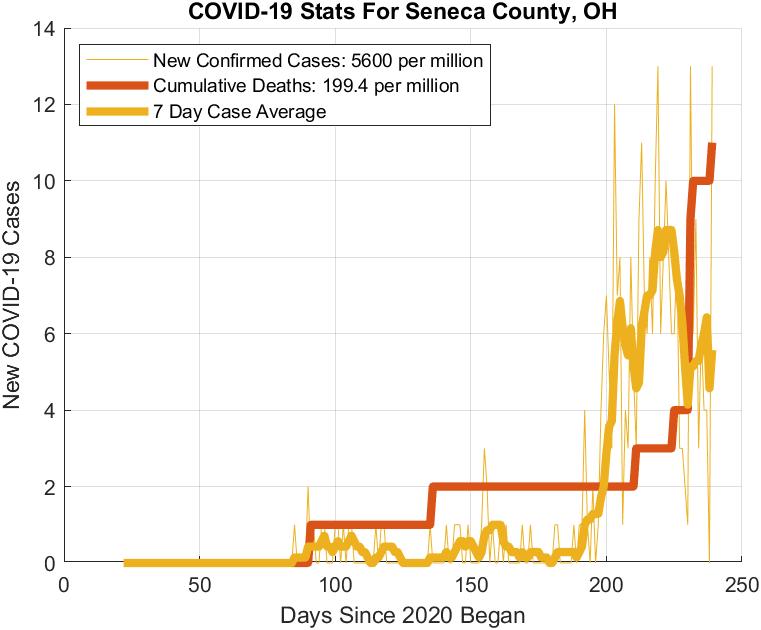 COVID-19 Stats For Seneca County, OH
New Confirmed Cases: 5600 per million
Cumulative Deaths: 199.4 per million
7 Day Case Average
New COVID-19 Cases
14
12
10
8
6
4
2
0
0 50 100 150 200 250
Days Since 2020 Began